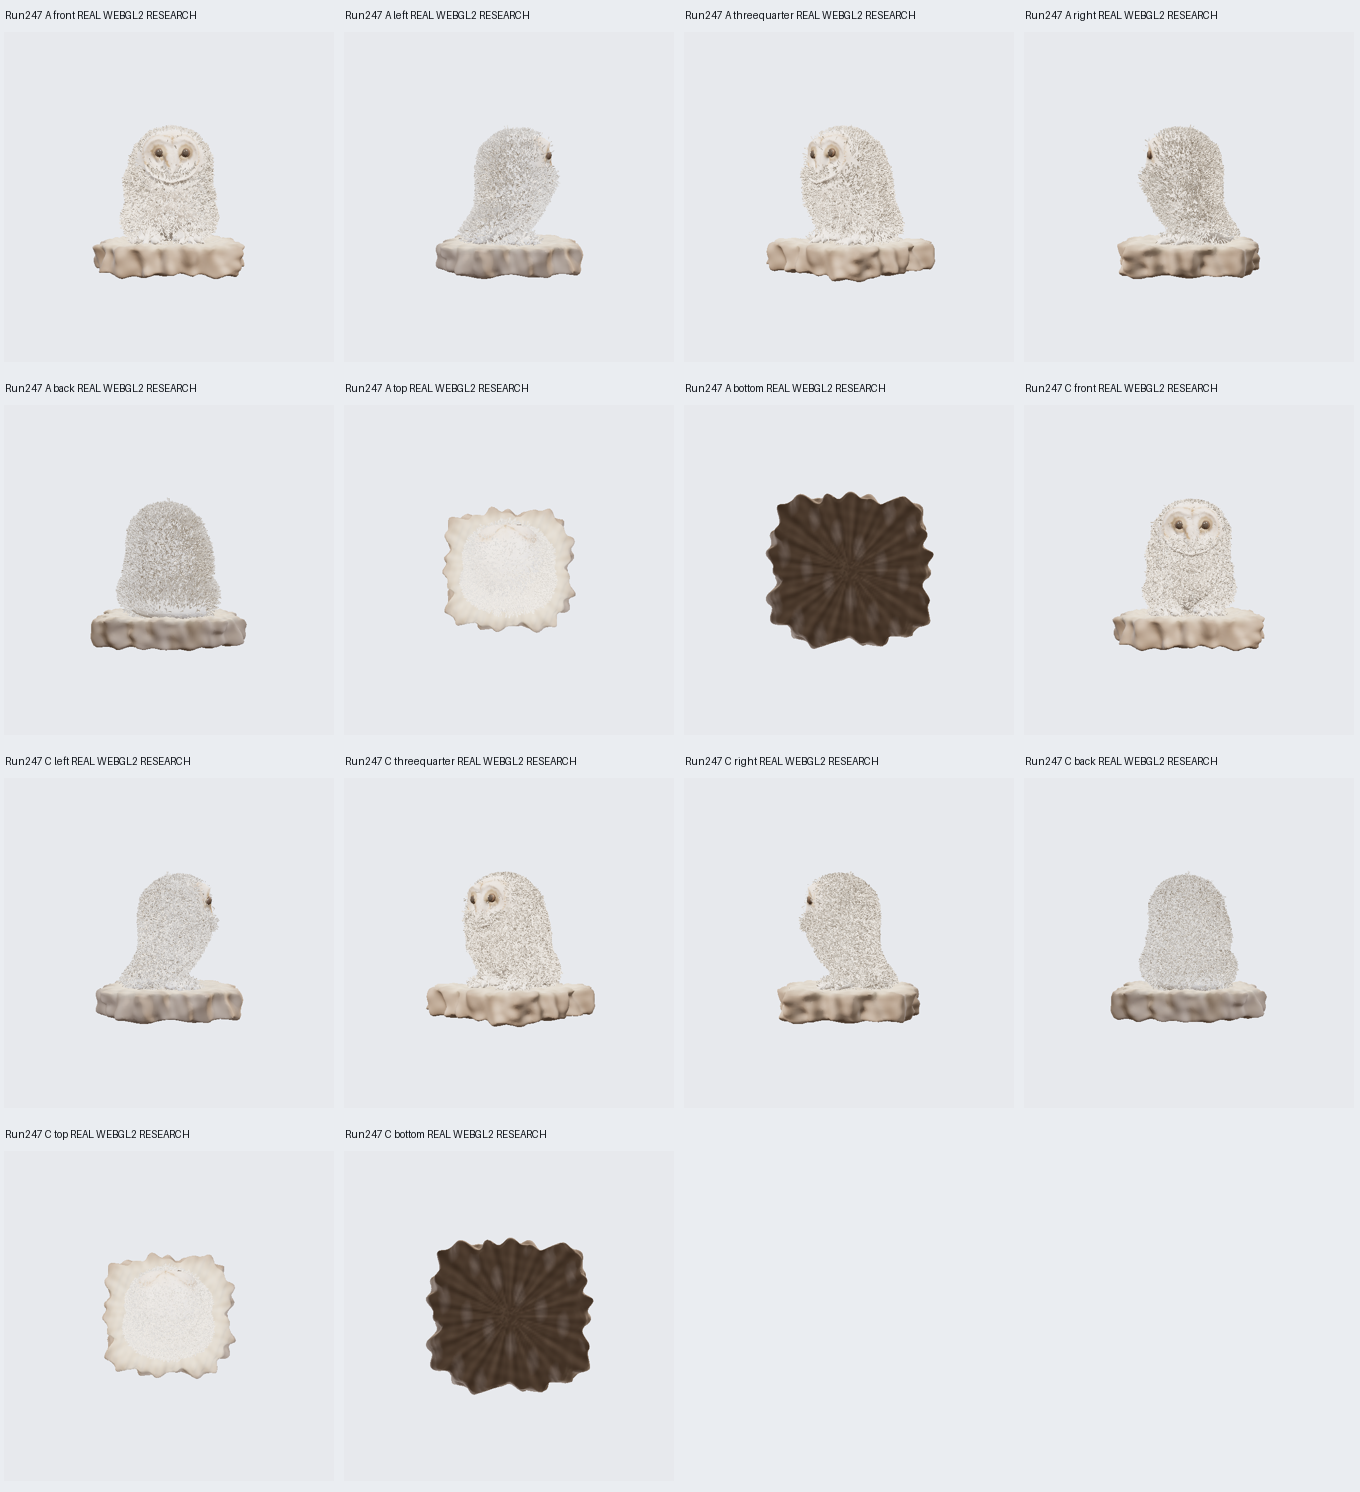 Run247 A front REAL WEBGL2 RESEARCH
Run247 A left REAL WEBGL2 RESEARCH
Run247 A threequarter REAL WEBGL2 RESEARCH
Run247 A right REAL WEBGL2 RESEARCH
Run247 A back REAL WEBGL2 RESEARCH
Run247 A top REAL WEBGL2 RESEARCH
Run247 A bottom REAL WEBGL2 RESEARCH
Run247 C front REAL WEBGL2 RESEARCH
Run247 C left REAL WEBGL2 RESEARCH
Run247 C threequarter REAL WEBGL2 RESEARCH
Run247 C right REAL WEBGL2 RESEARCH
Run247 C back REAL WEBGL2 RESEARCH
Run247 C top REAL WEBGL2 RESEARCH
Run247 C bottom REAL WEBGL2 RESEARCH